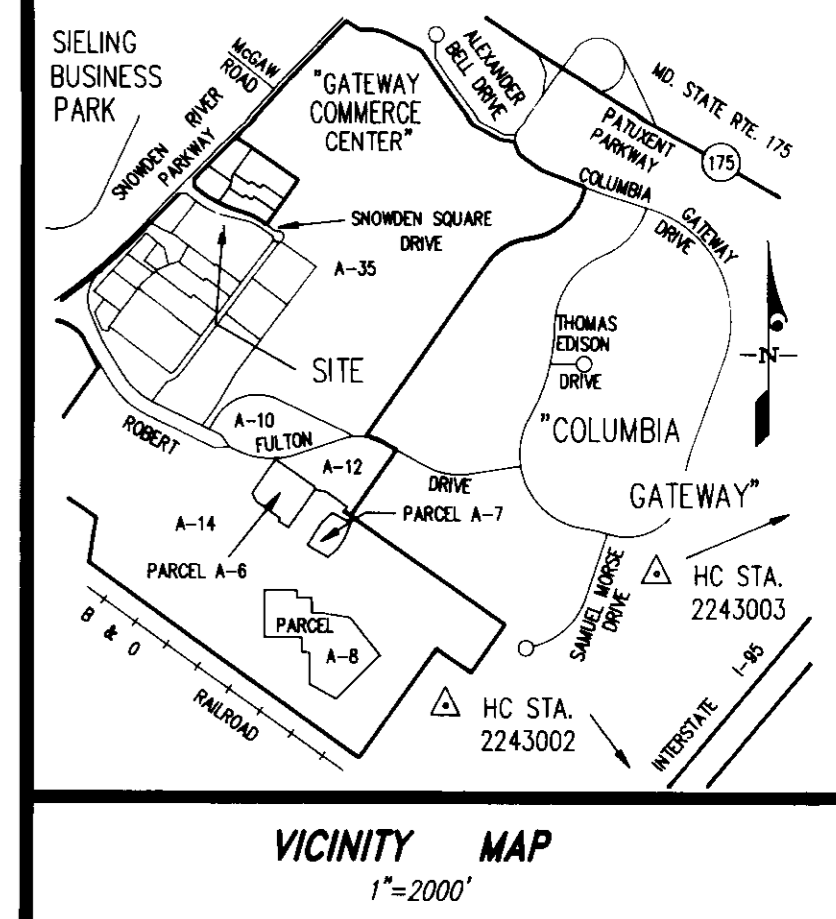 SIELING
BUSINESS
PARK
McGAW
ROAD
SNOWDEN RIVER
PARKWAY
"GATEWAY
COMMERCE
CENTER"
ALEXANDER
BELL DRIVE
MD. STATE RTE. 175
PATUXENT
PARKWAY
175
COLUMBIA
GATEWAY
DRIVE
SNOWDEN SQUARE
DRIVE
A-35
THOMAS
EDISON
DRIVE
-N-
SITE
"COLUMBIA
GATEWAY"
ROBERT
A-10
FULTON
A-12
DRIVE
A-14
PARCEL A-7
PARCEL A-6
HC STA.
2243003
SAMUEL MORSE
DRIVE
PARCEL
A-8
B & O
RAILROAD
HC STA.
2243002
INTERSTATE I-95
VICINITY MAP
1"=2000'